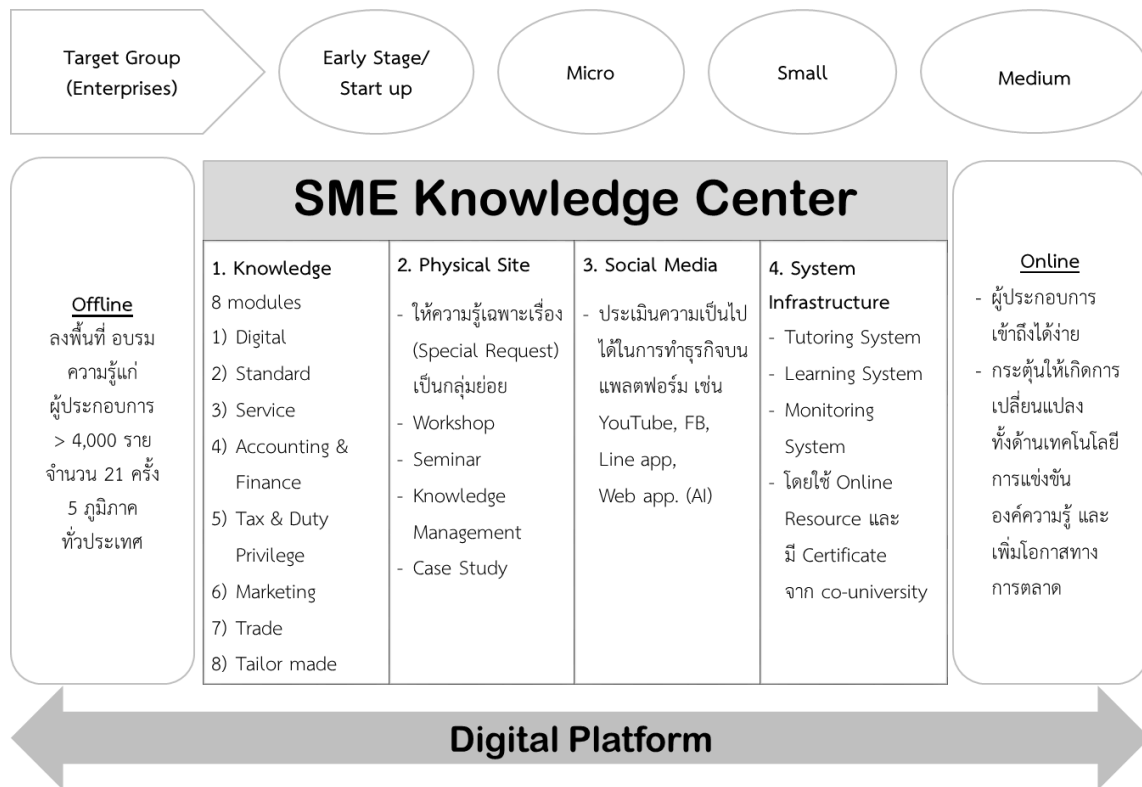 Target Group
(Enterprises)
Early Stage/
Start up
Micro
Small
Medium
Offline
ลงพื้นที่ อบรม
ความรู้แก่
ผู้ประกอบการ
> 4,000 ราย
จำนวน 21 ครั้ง
5 ภูมิภาค
ทั่วประเทศ
SME Knowledge Center
1. Knowledge
8 modules
1) Digital
2) Standard
3) Service
4) Accounting &
Finance
5) Tax & Duty
Privilege
6) Marketing
7) Trade
8) Tailor made
2. Physical Site
- ให้ความรู้เฉพาะเรื่อง
(Special Request)
เป็นกลุ่มย่อย
- Workshop
- Seminar
- Knowledge
Management
- Case Study
3. Social Media
- ประเมินความเป็นไป
ได้ในการทำธุรกิจบน
แพลตฟอร์ม เช่น
YouTube, FB,
Line app,
Web app. (AI)
4. System
Infrastructure
- Tutoring System
- Learning System
- Monitoring
System
- โดยใช้ Online
Resource และ
มี Certificate
จาก co-university
Online
- ผู้ประกอบการ
เข้าถึงได้ง่าย
- กระตุ้นให้เกิดการ
เปลี่ยนแปลง
ทั้งด้านเทคโนโลยี
การแข่งขัน
องค์ความรู้ และ
เพิ่มโอกาสทาง
การตลาด
Digital Platform